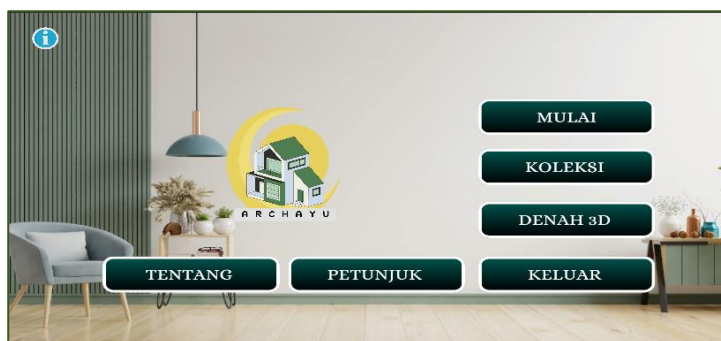 i
MULAI
KOLEKSI
ARCHAYU
DENAH 3D
TENTANG
PETUNJUK
KELUAR